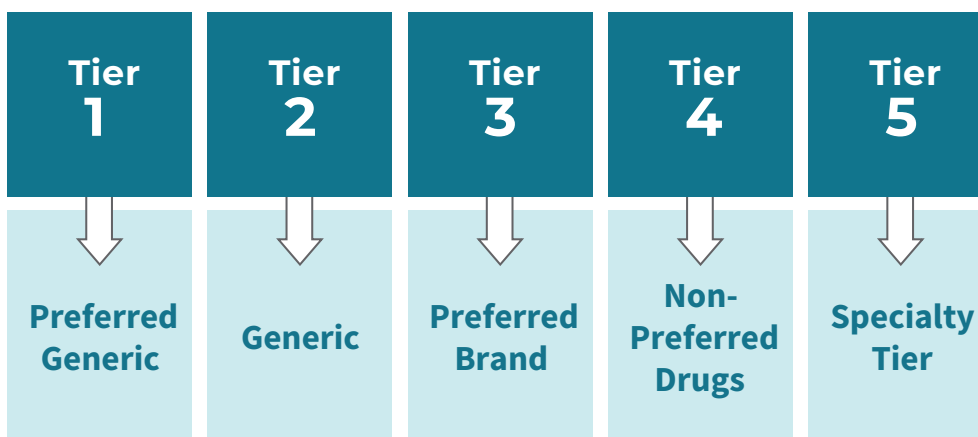 Tier
1
Tier
2
Tier
3
Tier
4
Tier
5
Preferred
Generic
Generic
Preferred
Brand
Non-
Preferred
Drugs
Specialty
Tier